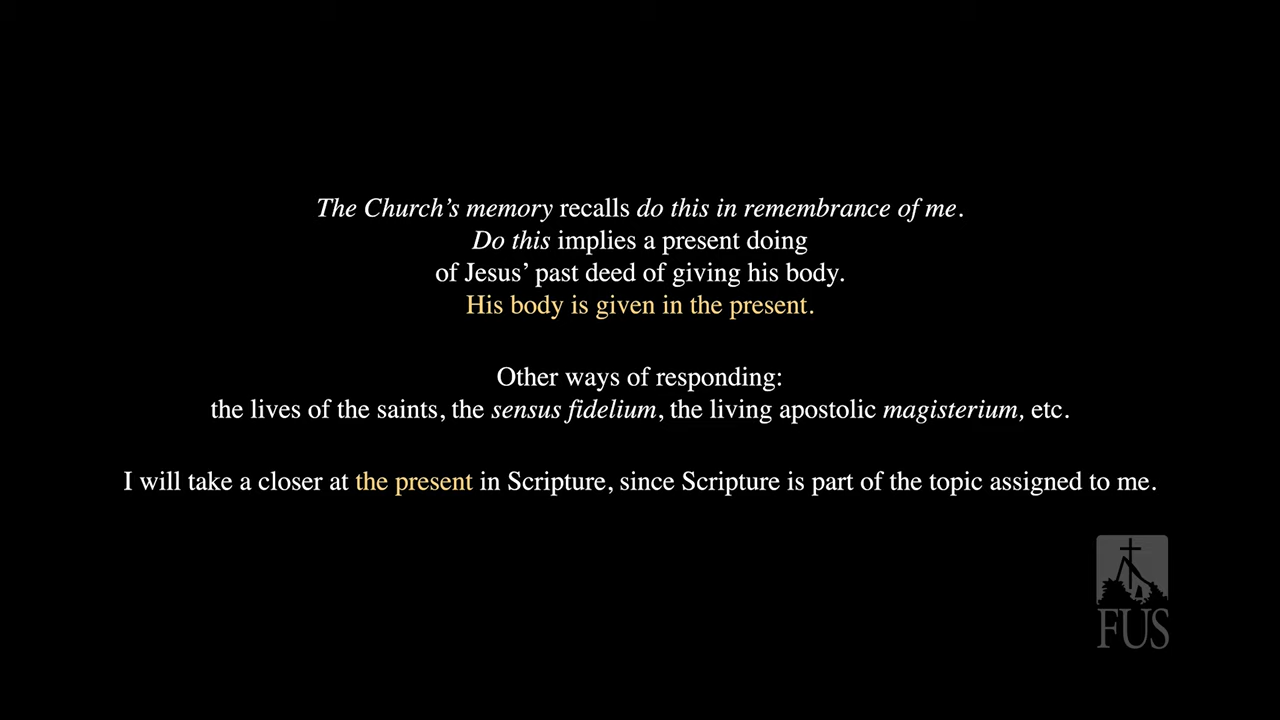 The Church’s memory recalls do this in remembrance of me.
Do this implies a present doing
of Jesus’ past deed of giving his body.
His body is given in the present.
Other ways of responding:
the lives of the saints, the sensus fidelium, the living apostolic magisterium, etc.
I will take a closer at the present in Scripture, since Scripture is part of the topic assigned to me.
FUS